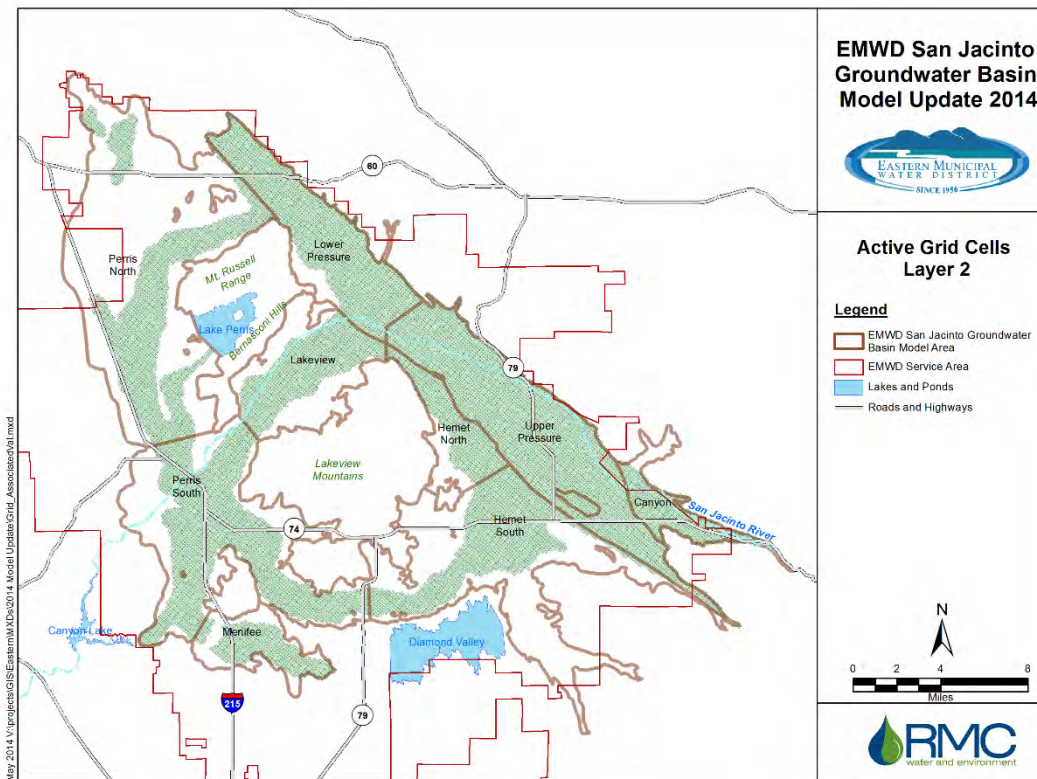 EMWD San Jacinto
Groundwater Basin
Model Update 2014
EASTERN MUNICIPAL
WATER DISTRICT
SINCE 1950
Active Grid Cells
Layer 2
Legend
EMWD San Jacinto Groundwater
Basin Model Area
EMWD Service Area
Lakes and Ponds
Roads and Highways
N
0 2 4 8
Miles
RMC
water and environment
60
Lower
Pressure
Perris
North
Mt. Russell
Range
Lake Perris
Bernasconi Hills
Lakeview
79
Hemet
North
Upper
Pressure
Lakeview
Mountains
Perris
South
Canyon
San Jacinto River
Hemet
South
74
Canyon Lake
Menifee
Diamond Valley
215
79
May 2014 V:\projects\GIS\Eastern\MXDs\2014 Model Update\Grid_AssociatedVal.mxd